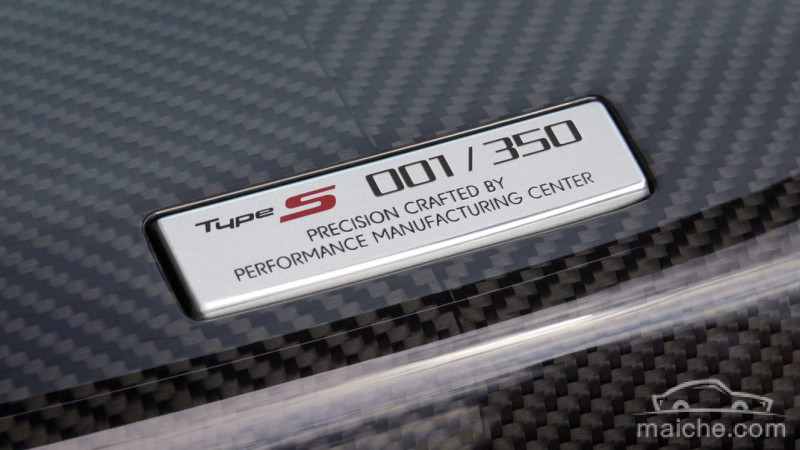 Type S 001 / 350
PRECISION CRAFTED BY
PERFORMANCE MANUFACTURING CENTER
maiche.com